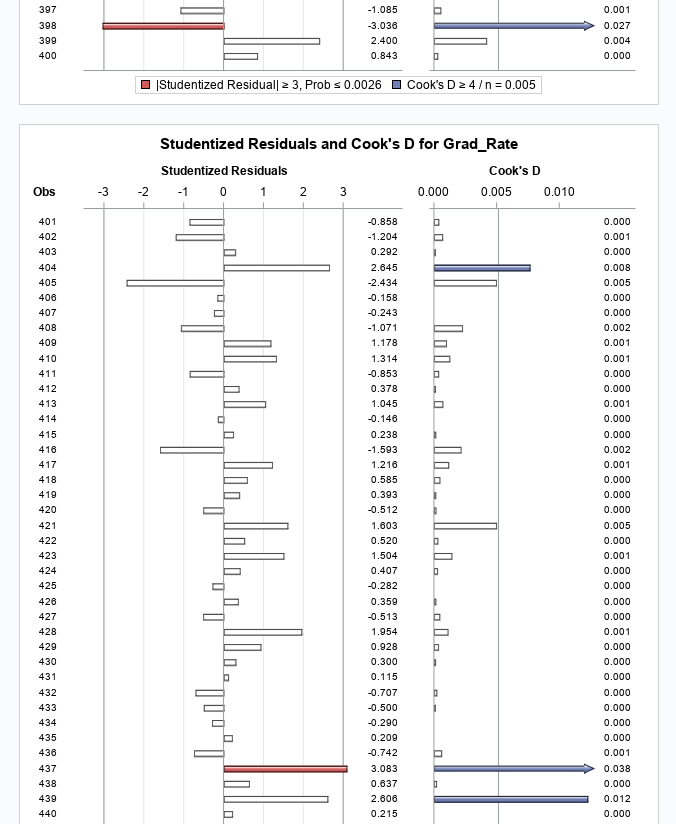 397 -1.085 0.001
398 -3.036 0.027
399 2.400 0.004
400 0.843 0.000
|Studentized Residual| ≥ 3, Prob ≤ 0.0026 Cook's D ≥ 4 / n = 0.005
Studentized Residuals and Cook's D for Grad_Rate
Studentized Residuals Cook's D
Obs -3 -2 -1 0 1 2 3 0.000 0.005 0.010
401 -0.858 0.000
402 -1.204 0.001
403 0.292 0.000
404 2.645 0.008
405 -2.434 0.005
406 -0.158 0.000
407 -0.243 0.000
408 -1.071 0.002
409 1.178 0.001
410 1.314 0.001
411 -0.853 0.000
412 0.378 0.000
413 1.045 0.001
414 -0.146 0.000
415 0.238 0.000
416 -1.593 0.002
417 1.216 0.001
418 0.585 0.000
419 0.393 0.000
420 -0.512 0.000
421 1.603 0.005
422 0.520 0.000
423 1.504 0.001
424 0.407 0.000
425 -0.282 0.000
426 0.359 0.000
427 -0.513 0.000
428 1.954 0.001
429 0.928 0.000
430 0.300 0.000
431 0.115 0.000
432 -0.707 0.000
433 -0.500 0.000
434 -0.290 0.000
435 0.209 0.000
436 -0.742 0.001
437 3.083 0.038
438 0.637 0.000
439 2.606 0.012
440 0.215 0.000